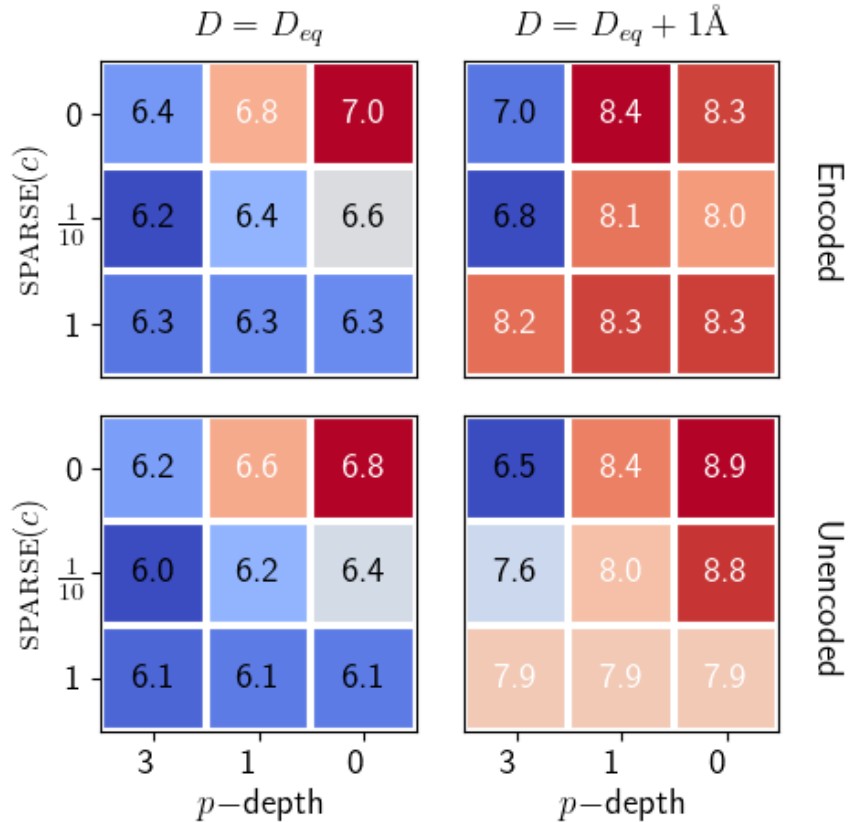 D = D_{eq} D = D_{eq} + 1Å
0 6.4 6.8 7.0 7.0 8.4 8.3
SPARSE(c) 1/10 6.2 6.4 6.6 6.8 8.1 8.0 Encoded
1 6.3 6.3 6.3 8.2 8.3 8.3
0 6.2 6.6 6.8 6.5 8.4 8.9
SPARSE(c) 1/10 6.0 6.2 6.4 7.6 8.0 8.8 Unencoded
1 6.1 6.1 6.1 7.9 7.9 7.9
3 1 0 3 1 0
p−depth p−depth